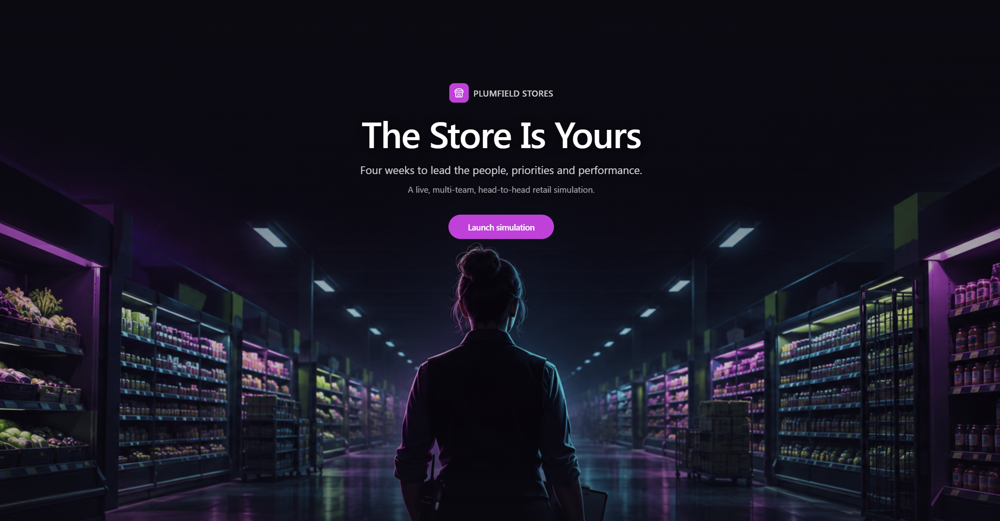 PLUMFIELD STORES
The Store Is Yours
Four weeks to lead the people, priorities and performance.
A live, multi-team, head-to-head retail simulation.
Launch simulation